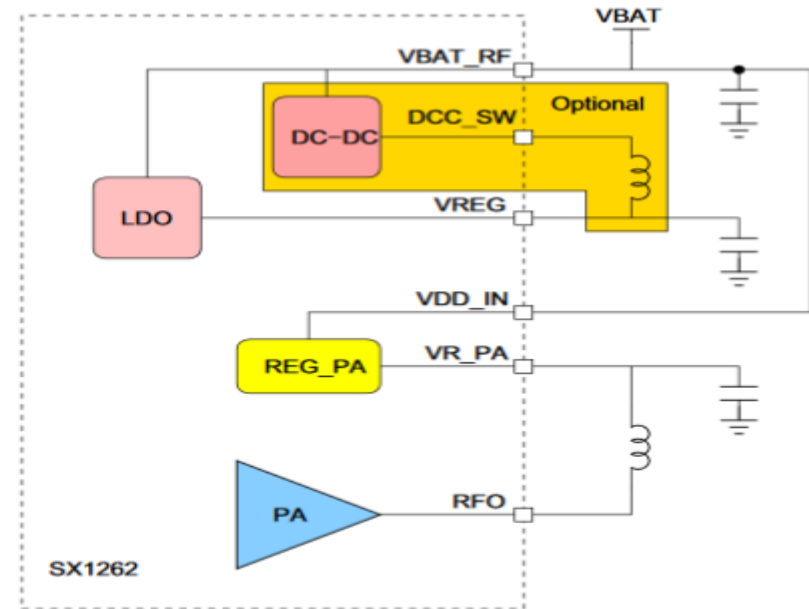 VBAT
VBAT_RF
Optional
DCC_SW
DC-DC
LDO
VREG
VDD_IN
REG_PA
VR_PA
PA
RFO
SX1262